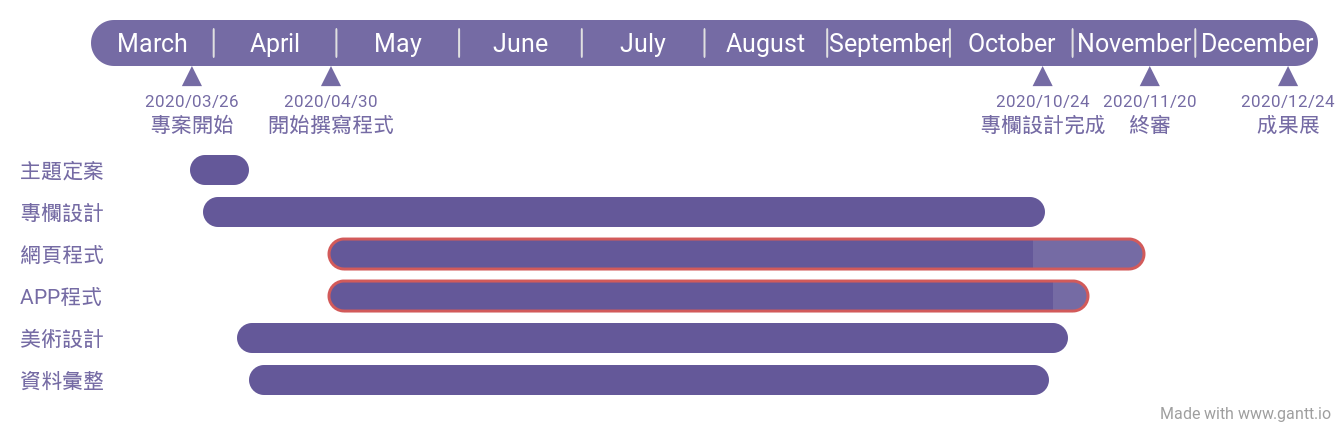 March April May June July August September October November December
2020/03/26 2020/04/30 2020/10/24 2020/11/20 2020/12/24
專案開始 開始撰寫程式 專欄設計完成 終審 成果展
主題定案
專欄設計
網頁程式
APP程式
美術設計
資料彙整
Made with www.gantt.io